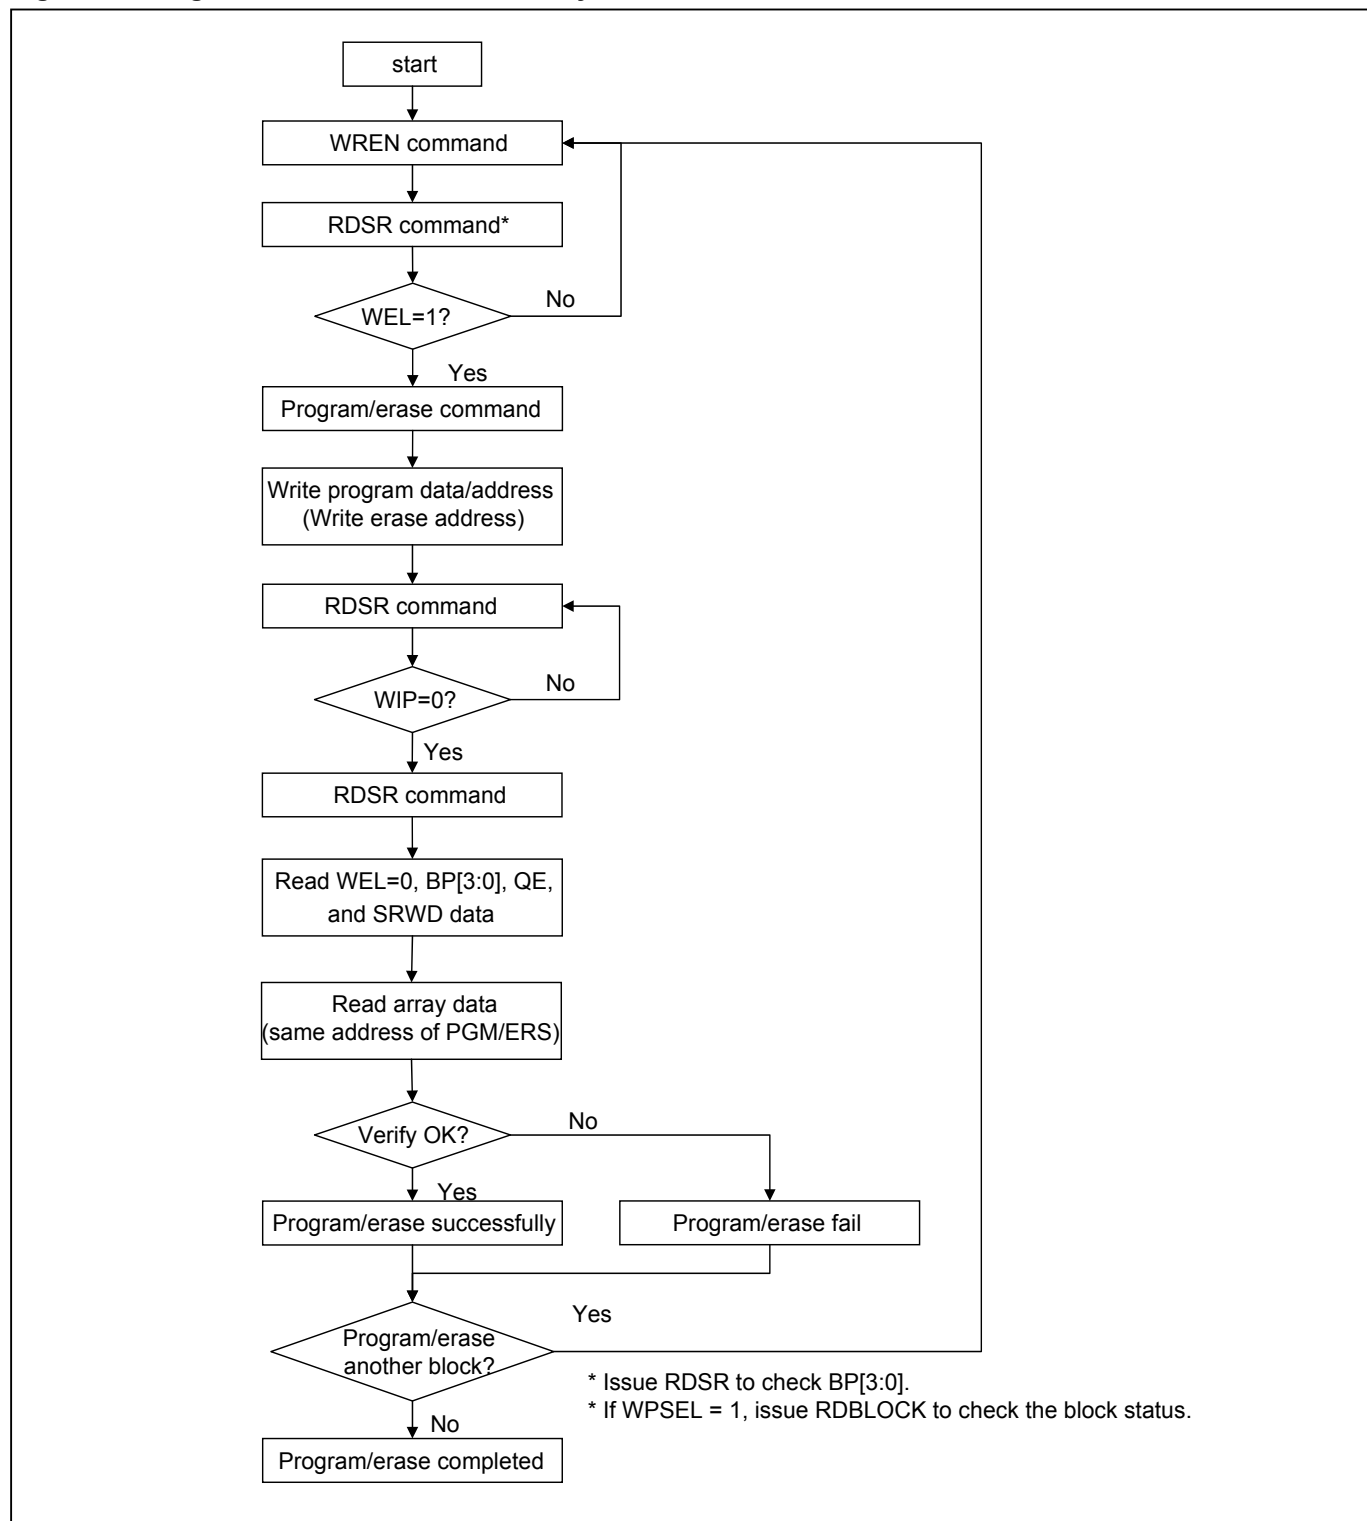 start
WREN command
RDSR command*
WEL=1?
No
Yes
Program/erase command
Write program data/address
(Write erase address)
RDSR command
WIP=0?
No
Yes
RDSR command
Read WEL=0, BP[3:0], QE,
and SRWD data
Read array data
(same address of PGM/ERS)
Verify OK?
No
Yes
Program/erase successfully
Program/erase fail
Program/erase
another block?
Yes
* Issue RDSR to check BP[3:0].
* If WPSEL = 1, issue RDBLOCK to check the block status.
No
Program/erase completed